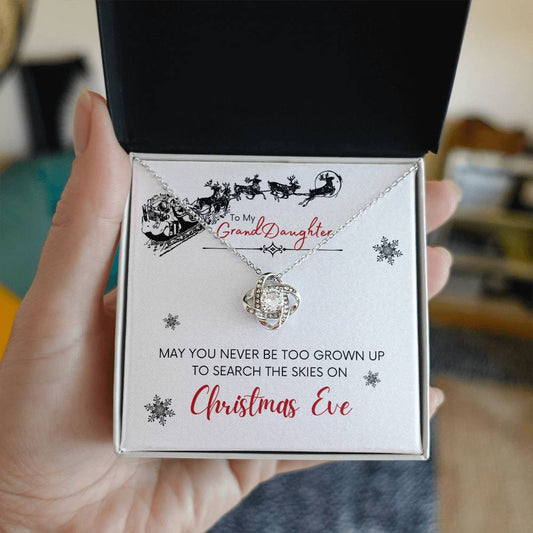 To My
GrandDaughter
MAY YOU NEVER BE TOO GROWN UP
TO SEARCH THE SKIES ON
Christmas Eve